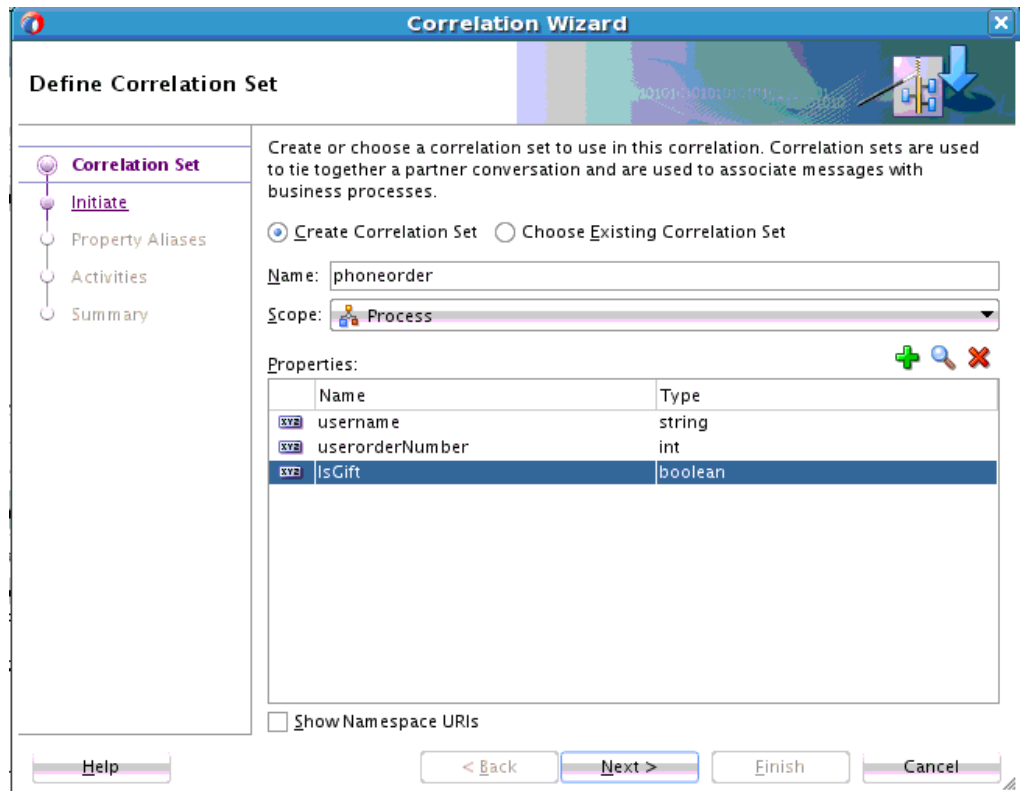 Correlation Wizard
Define Correlation Set
Correlation Set
Initiate
Property Aliases
Activities
Summary
Create or choose a correlation set to use in this correlation. Correlation sets are used
to tie together a partner conversation and are used to associate messages with
business processes.
Create Correlation Set Choose Existing Correlation Set
Name: phoneorder
Scope: Process
Properties:
Name Type
xyz username string
xyz userorderNumber int
xyz IsGift boolean
Show Namespace URIs
Help < Back Next > Finish Cancel